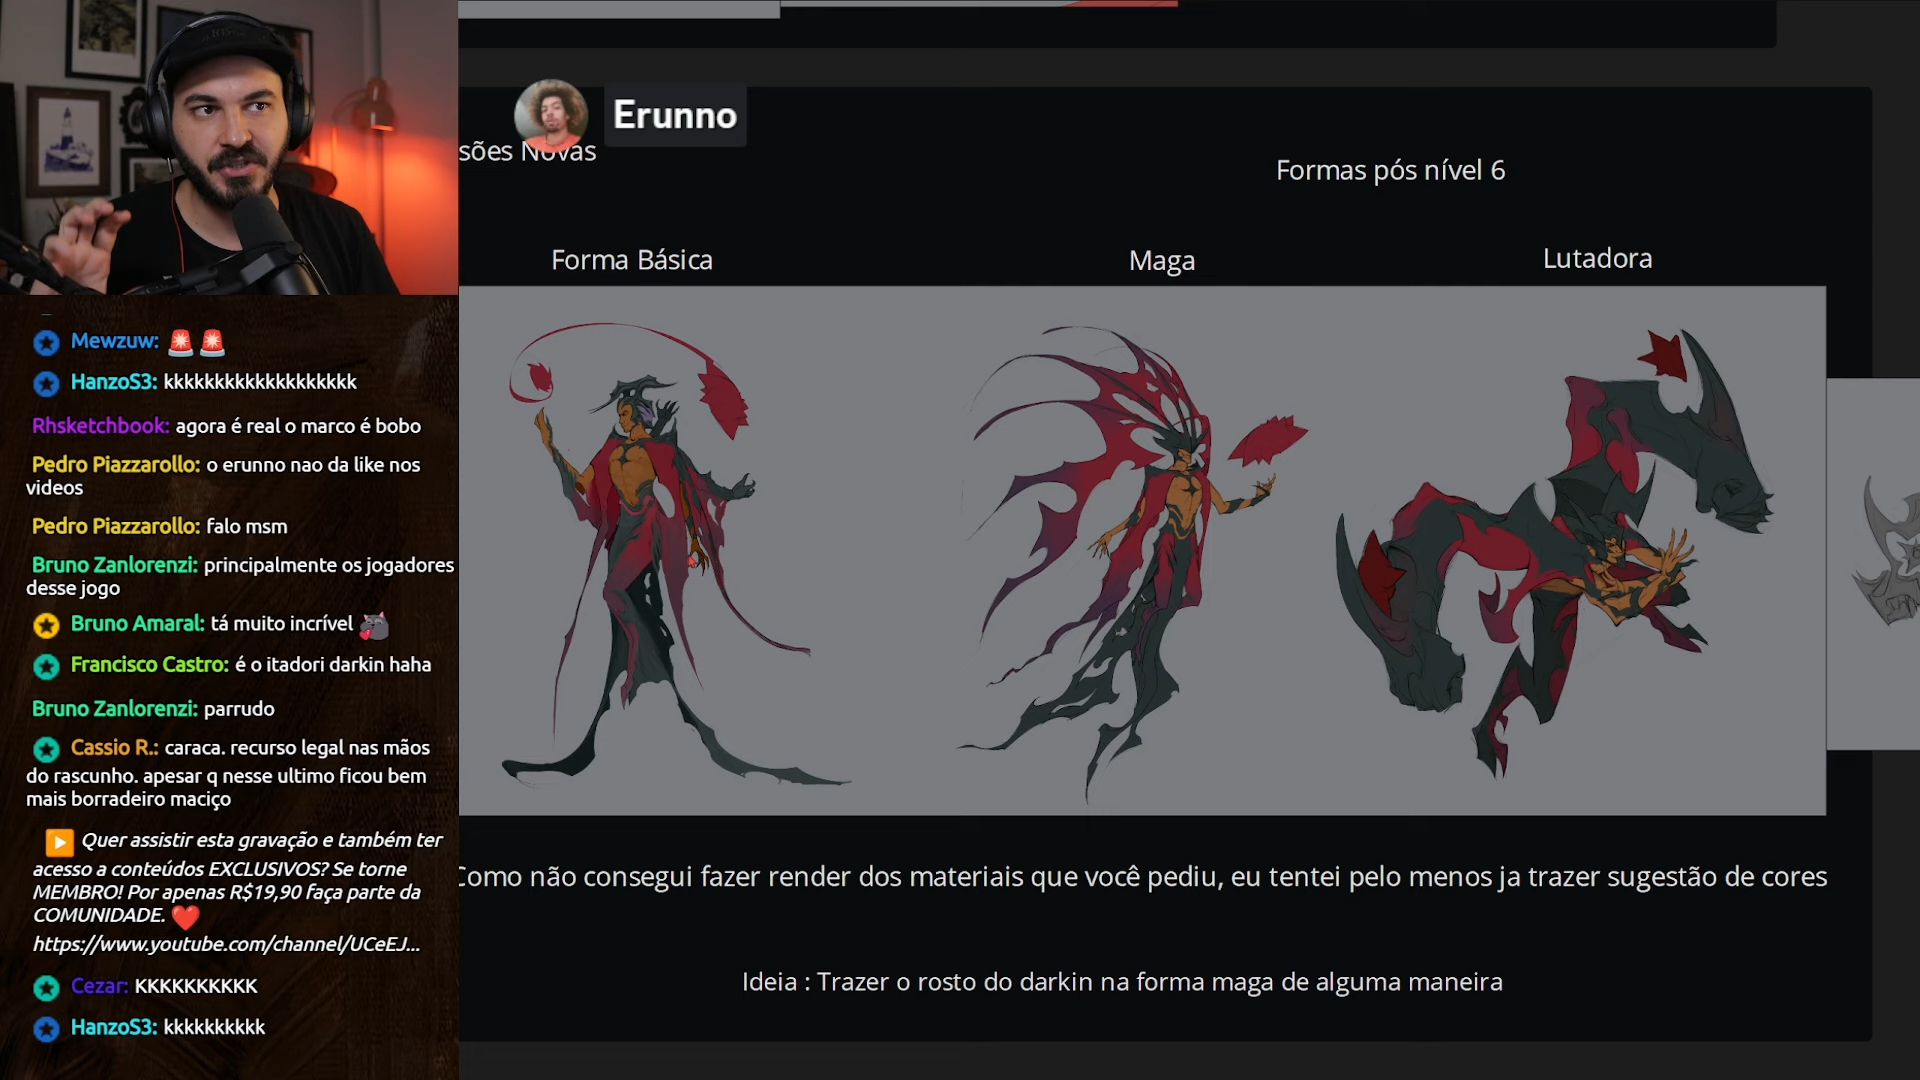 Erunno
sões Novas
Formas pós nível 6
Forma Básica
Maga
Lutadora
Como não consegui fazer render dos materiais que você pediu, eu tentei pelo menos ja trazer sugestão de cores
Ideia : Trazer o rosto do darkin na forma maga de alguma maneira
Mewzuw:
HanzoS3: kkkkkkkkkkkkkkkkkkk
Rhsketchbook: agora é real o marco é bobo
Pedro Piazzarollo: o erunno nao da like nos
videos
Pedro Piazzarollo: falo msm
Bruno Zanlorenzi: principalmente os jogadores
desse jogo
Bruno Amaral: tá muito incrível
Francisco Castro: é o itadori darkin haha
Bruno Zanlorenzi: parrudo
Cassio R.: caraca. recurso legal nas mãos
do rascunho. apesar q nesse ultimo ficou bem
mais borradeiro maciço
Quer assistir esta gravação e também ter
acesso a conteúdos EXCLUSIVOS? Se torne
MEMBRO! Por apenas R$19,90 faça parte da
COMUNIDADE.
https://www.youtube.com/channel/UCeEJ...
Cezar: KKKKKKKKKK
HanzoS3: kkkkkkkkkk